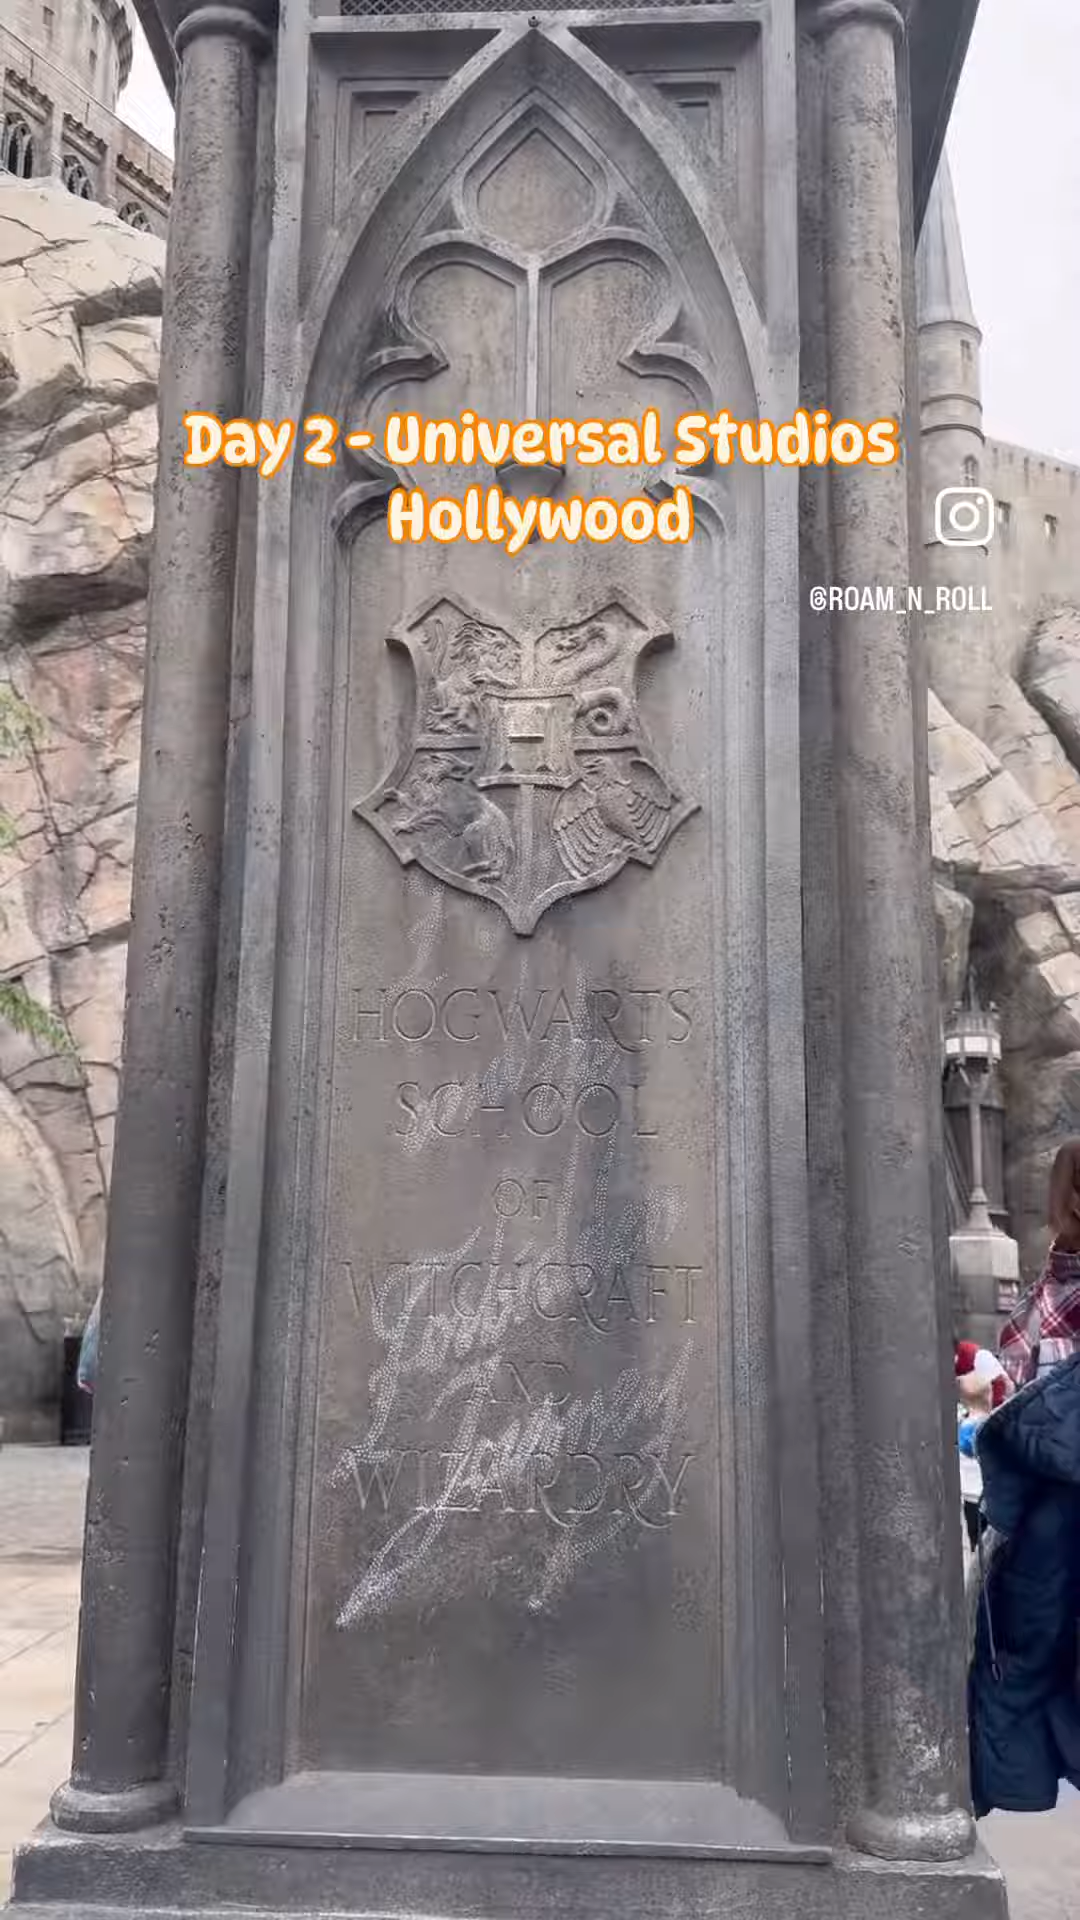 Day 2 - Universal Studios
Hollywood
@ROAM_N_ROLL
H
HOGWARTS
SCHOOL
OF
WITCHCRAFT
AND
WIZARDRY